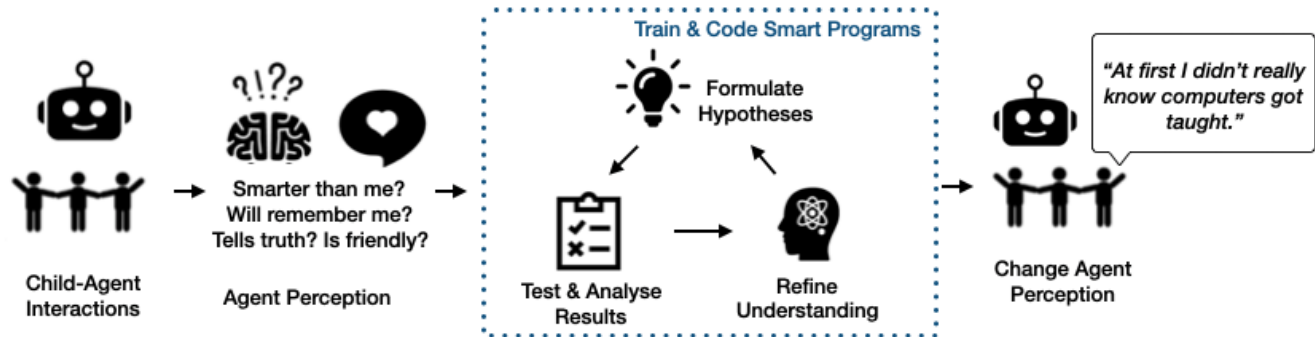 Child-Agent
Interactions
?!??
Smarter than me?
Will remember me?
Tells truth? Is friendly?
Agent Perception
Train & Code Smart Programs
Formulate
Hypotheses
Test & Analyse
Results
Refine
Understanding
“At first I didn’t really
know computers got
taught.”
Change Agent
Perception